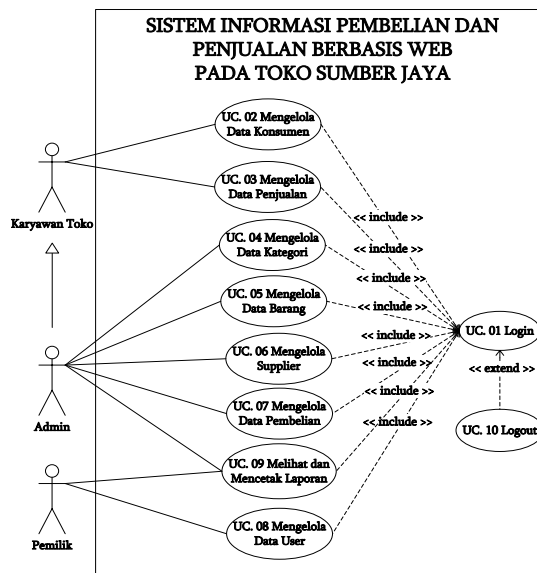 SISTEM INFORMASI PEMBELIAN DAN
PENJUALAN BERBASIS WEB
PADA TOKO SUMBER JAYA
UC. 02 Mengelola
Data Konsumen
UC. 03 Mengelola
Data Penjualan
Karyawan Toko
<< include >>
UC. 04 Mengelola
Data Kategori
<< include >>
<< include >>
UC. 05 Mengelola
Data Barang
<< include >>
UC. 01 Login
<< include >>
UC. 06 Mengelola
Supplier
<< include >>
<< extend >>
<< include >>
UC. 07 Mengelola
Data Pembelian
<< include >>
Admin
UC. 10 Logout
UC. 09 Melihat dan
Mencetak Laporan
UC. 08 Mengelola
Data User
Pemilik